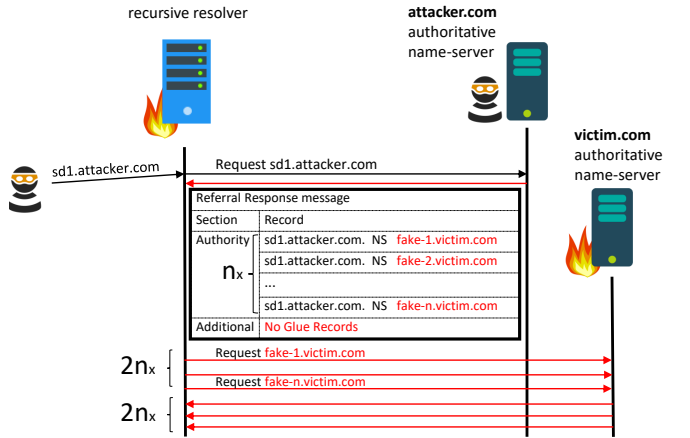 recursive resolver
attacker.com
authoritative
name-server
victim.com
authoritative
name-server
sd1.attacker.com
Request sd1.attacker.com
Referral Response message
Section Record
Authority sd1.attacker.com. NS fake-1.victim.com
sd1.attacker.com. NS fake-2.victim.com
nx
...
sd1.attacker.com. NS fake-n.victim.com
Additional No Glue Records
Request fake-1.victim.com
2nx
Request fake-n.victim.com
2nx